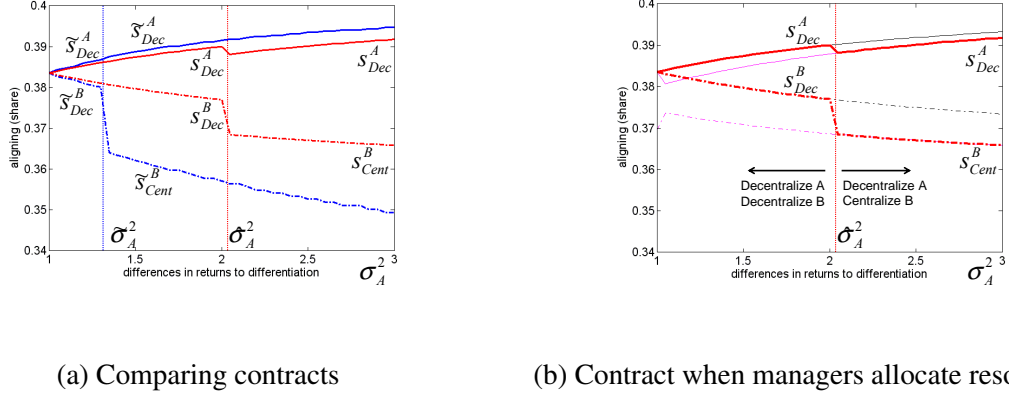 0.4
0.39
0.38
0.37
0.36
0.35
0.34
aligning (share)
s̃^A_Dec
s̃^A_Dec
s^A_Dec
s^A_Dec
s̃^B_Dec
s^B_Dec
s^B_Cent
s̃^B_Cent
σ̃²_A
σ̂²_A
1 1.5 2 2.5 3
differences in returns to differentiation
σ²_A
(a) Comparing contracts
0.4
0.39
0.38
0.37
0.36
0.35
0.34
aligning (share)
s^A_Dec
s^A_Dec
s^B_Dec
s^B_Cent
Decentralize A
Decentralize B
Decentralize A
Centralize B
σ̂²_A
1 1.5 2 2.5 3
differences in returns to differentiation
σ²_A
(b) Contract when managers allocate reso